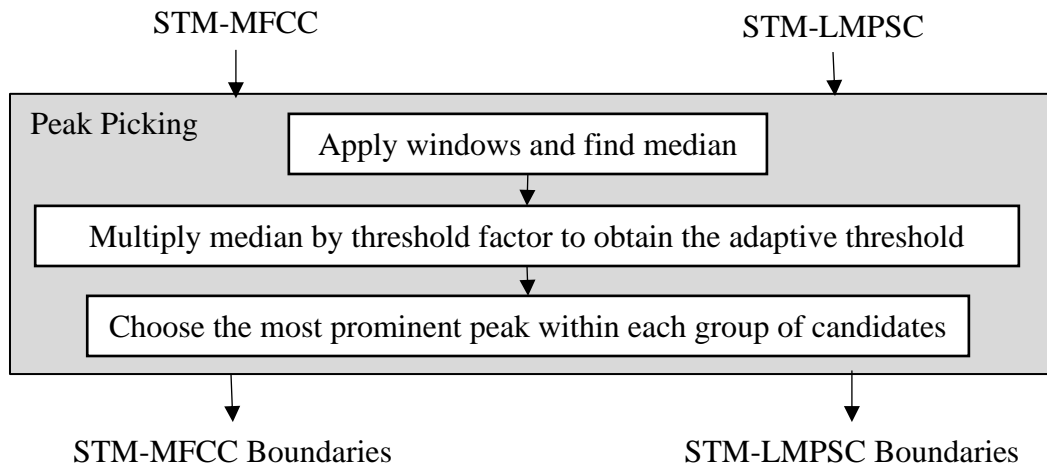 STM-MFCC
STM-LMPSC
Peak Picking
Apply windows and find median
Multiply median by threshold factor to obtain the adaptive threshold
Choose the most prominent peak within each group of candidates
STM-MFCC Boundaries
STM-LMPSC Boundaries